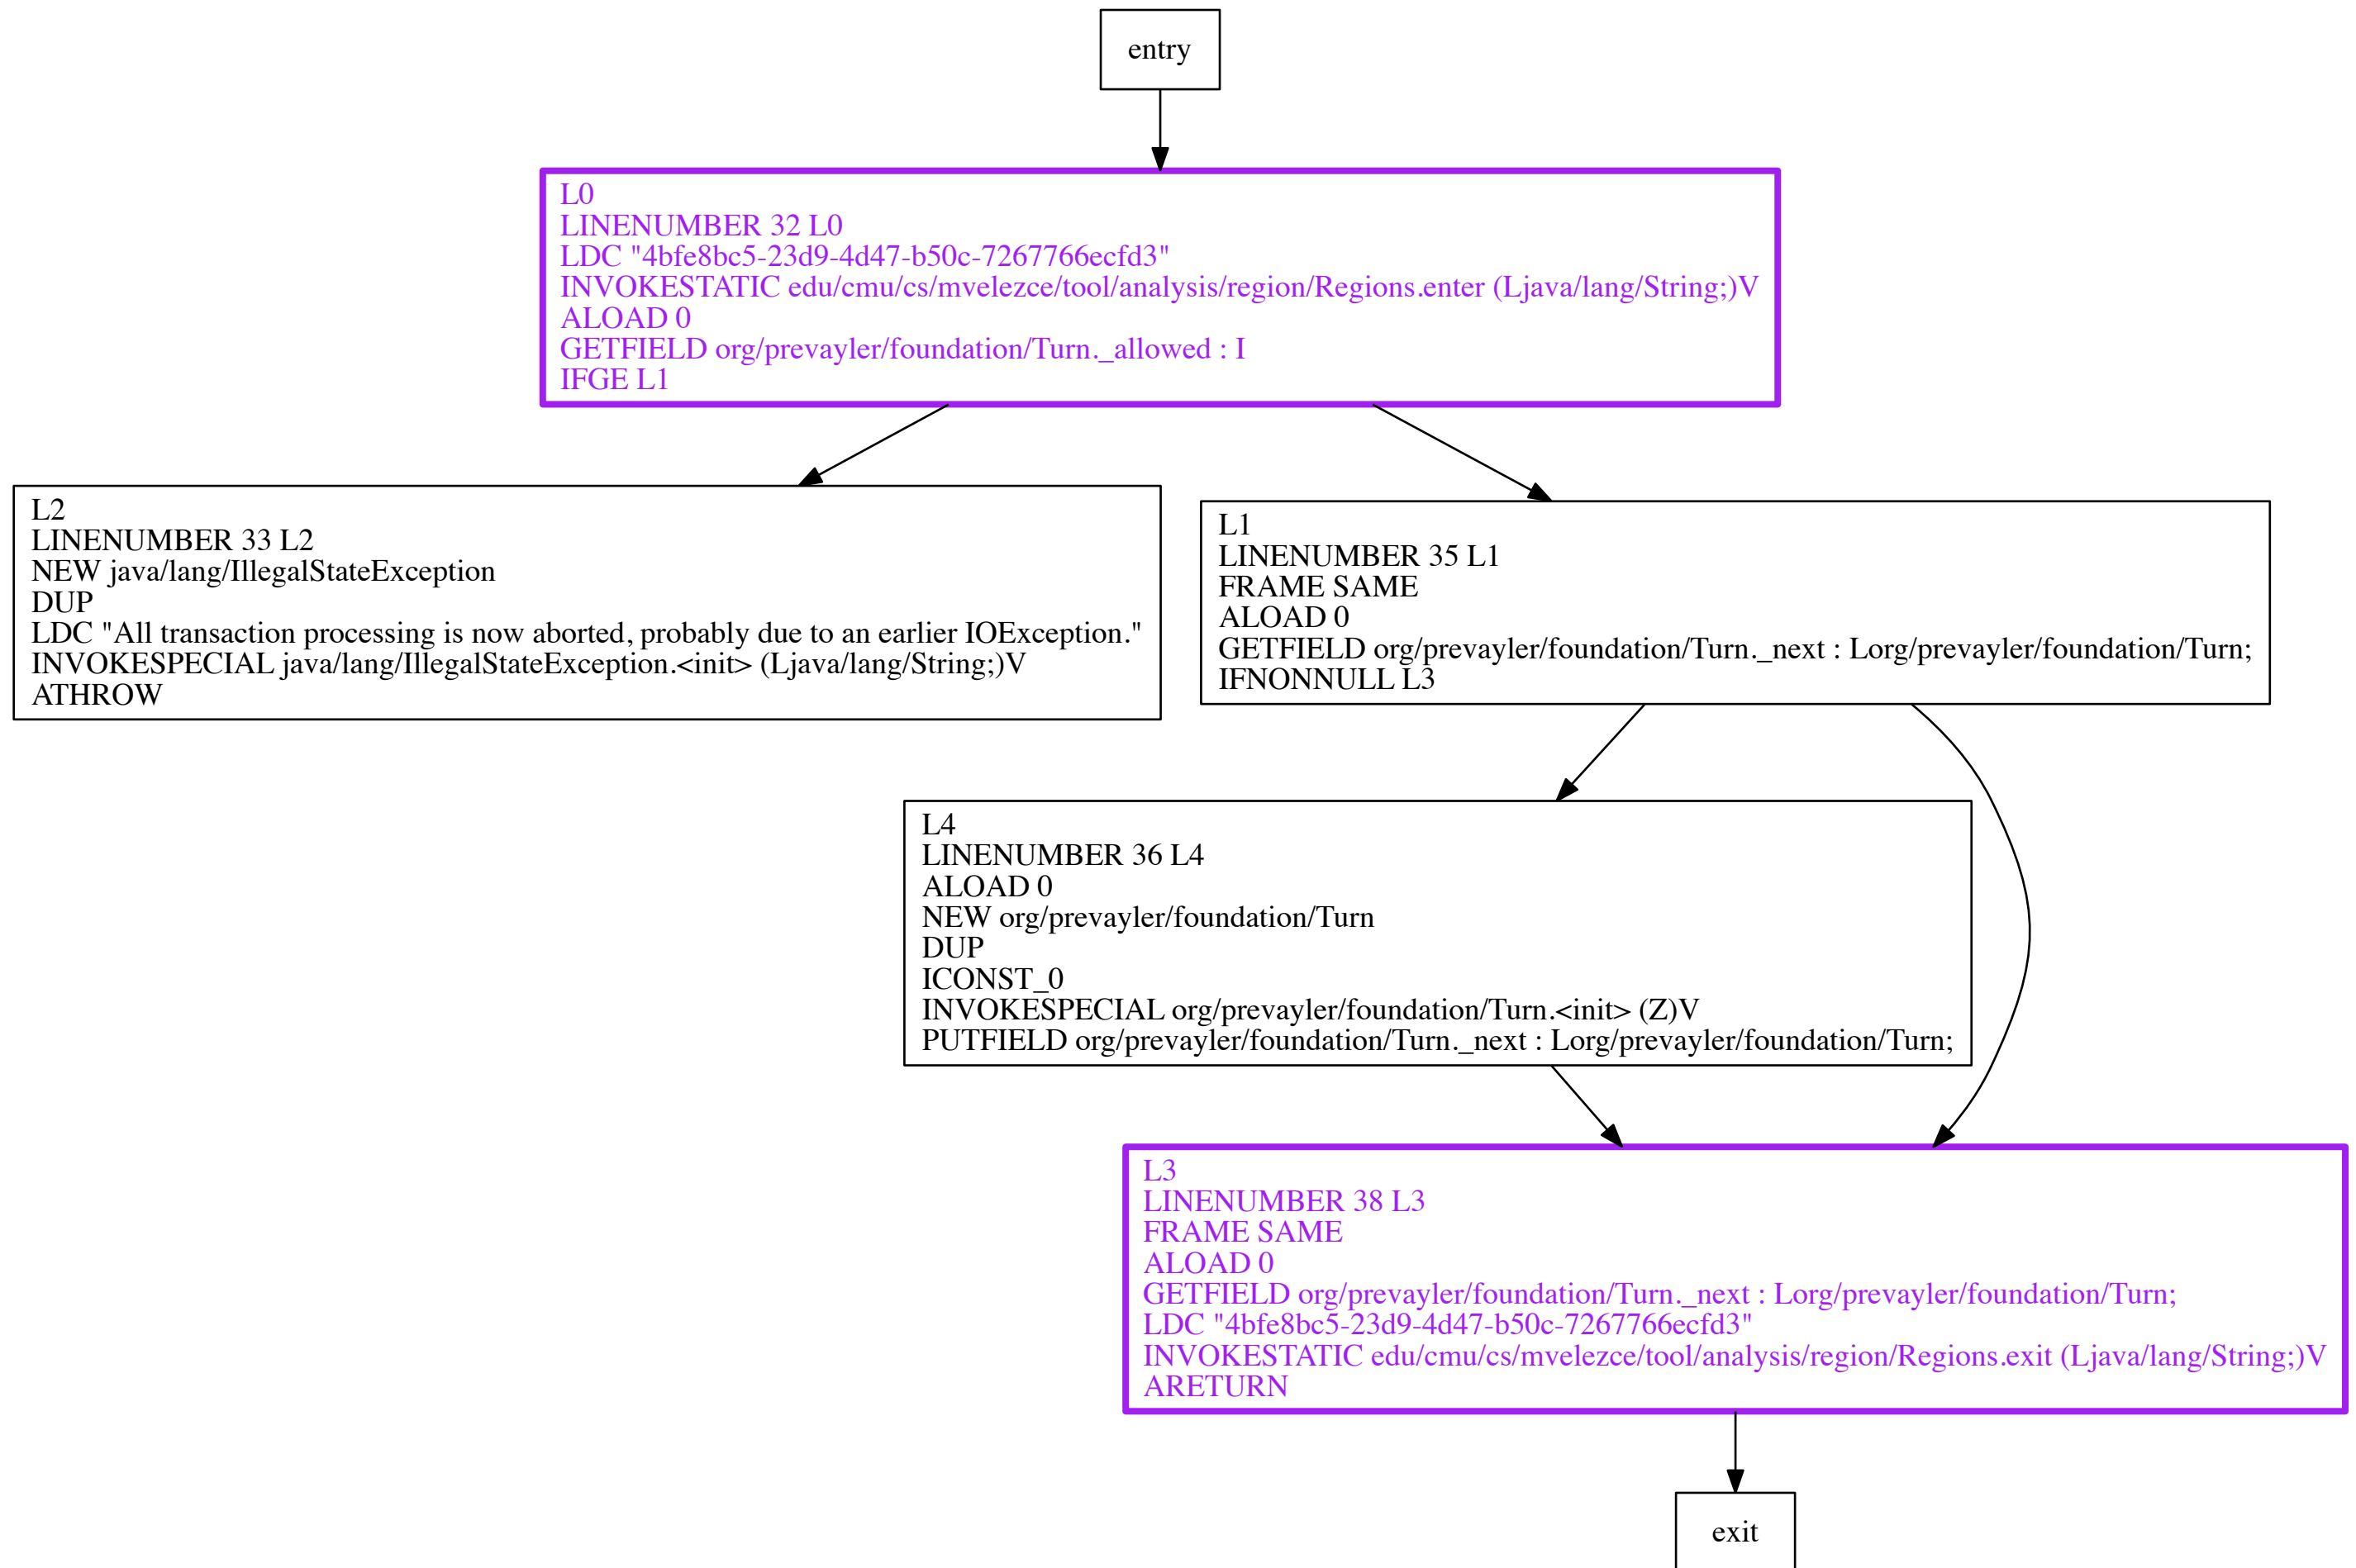 entry
L0
LINENUMBER 32 L0
LDC "4bfe8bc5-23d9-4d47-b50c-7267766ecfd3"
INVOKESTATIC edu/cmu/cs/mvelezce/tool/analysis/region/Regions.enter (Ljava/lang/String;)V
ALOAD 0
GETFIELD org/prevayler/foundation/Turn._allowed : I
IFGE L1
L2
LINENUMBER 33 L2
NEW java/lang/IllegalStateException
DUP
LDC "All transaction processing is now aborted, probably due to an earlier IOException."
INVOKESPECIAL java/lang/IllegalStateException.<init> (Ljava/lang/String;)V
ATHROW
L1
LINENUMBER 35 L1
FRAME SAME
ALOAD 0
GETFIELD org/prevayler/foundation/Turn._next : Lorg/prevayler/foundation/Turn;
IFNONNULL L3
L4
LINENUMBER 36 L4
ALOAD 0
NEW org/prevayler/foundation/Turn
DUP
ICONST_0
INVOKESPECIAL org/prevayler/foundation/Turn.<init> (Z)V
PUTFIELD org/prevayler/foundation/Turn._next : Lorg/prevayler/foundation/Turn;
L3
LINENUMBER 38 L3
FRAME SAME
ALOAD 0
GETFIELD org/prevayler/foundation/Turn._next : Lorg/prevayler/foundation/Turn;
LDC "4bfe8bc5-23d9-4d47-b50c-7267766ecfd3"
INVOKESTATIC edu/cmu/cs/mvelezce/tool/analysis/region/Regions.exit (Ljava/lang/String;)V
ARETURN
exit